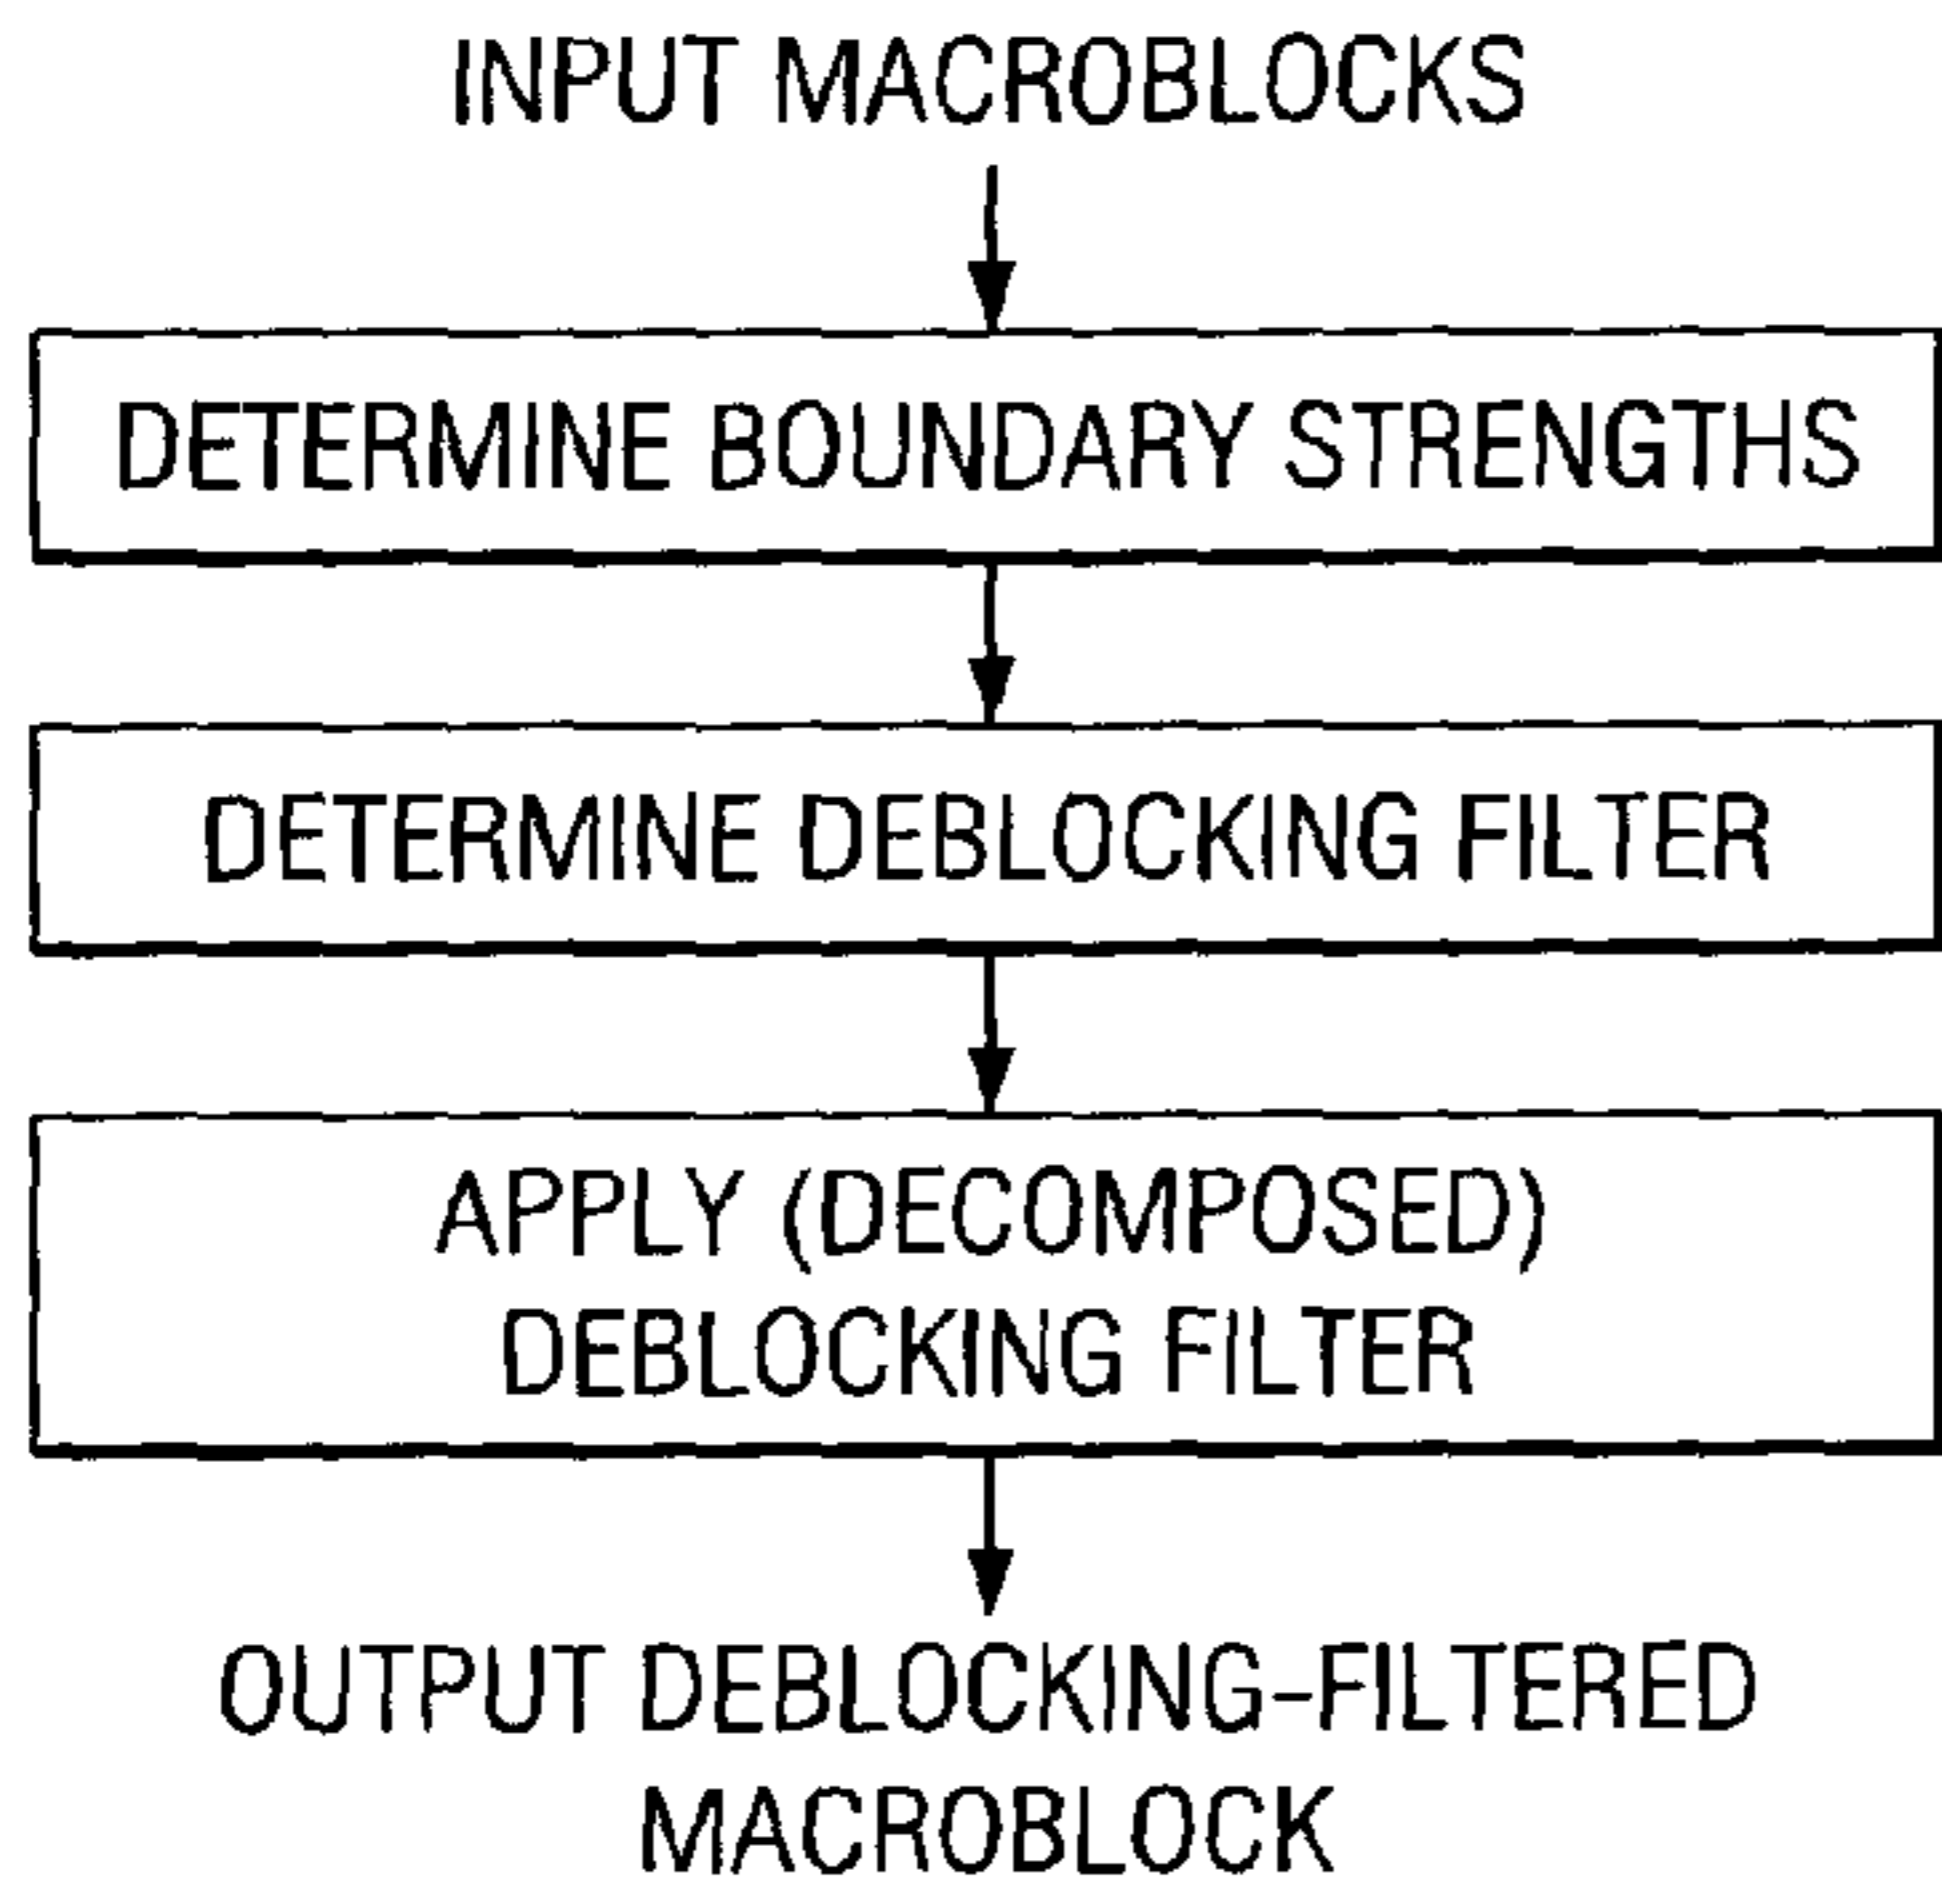 INPUT MACROBLOCKS
DETERMINE BOUNDARY STRENGTHS
DETERMINE DEBLOCKING FILTER
APPLY (DECOMPOSED)
DEBLOCKING FILTER
OUTPUT DEBLOCKING-FILTERED
MACROBLOCK